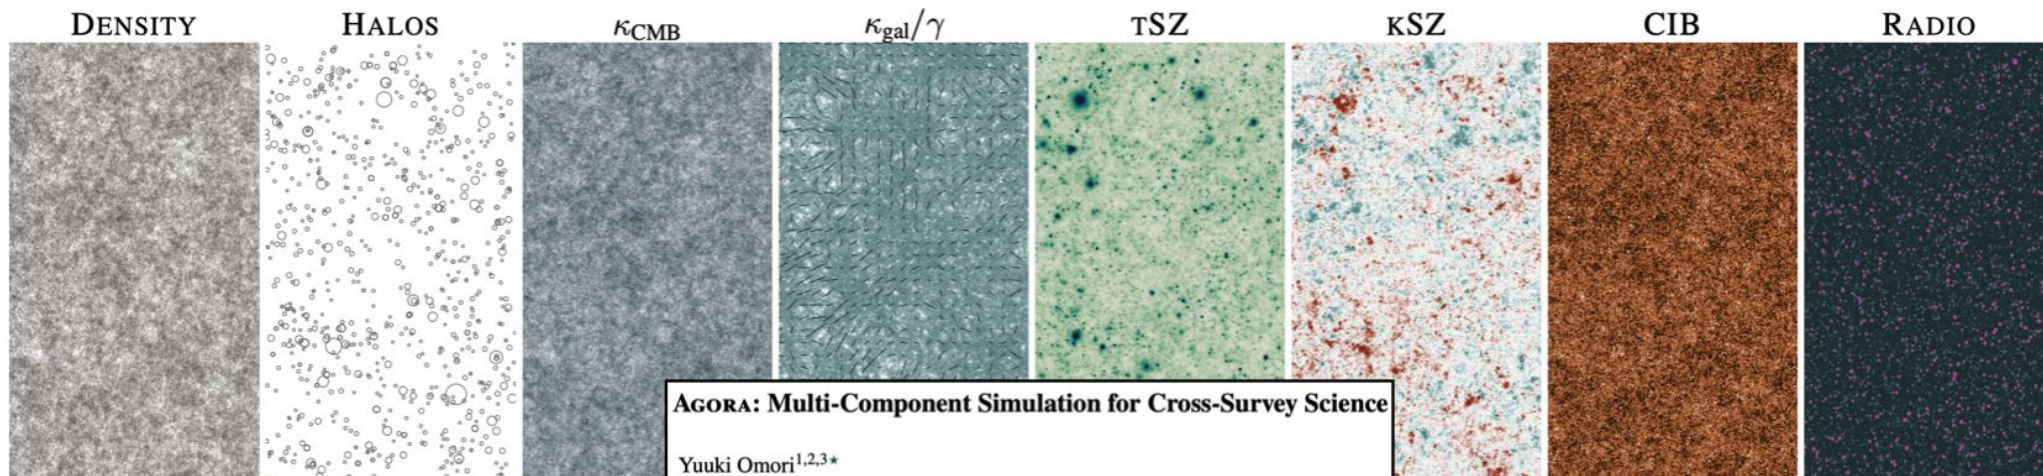 DENSITY HALOS κCMB κgal/γ TSZ KSZ CIB RADIO
AGORA: Multi-Component Simulation for Cross-Survey Science
Yuuki Omori1,2,3★